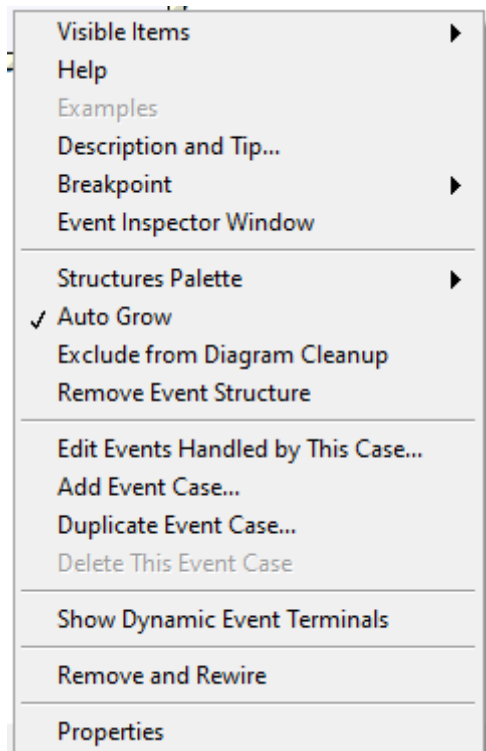 Visible Items
Help
Examples
Description and Tip...
Breakpoint
Event Inspector Window
Structures Palette
Auto Grow
Exclude from Diagram Cleanup
Remove Event Structure
Edit Events Handled by This Case...
Add Event Case...
Duplicate Event Case...
Delete This Event Case
Show Dynamic Event Terminals
Remove and Rewire
Properties